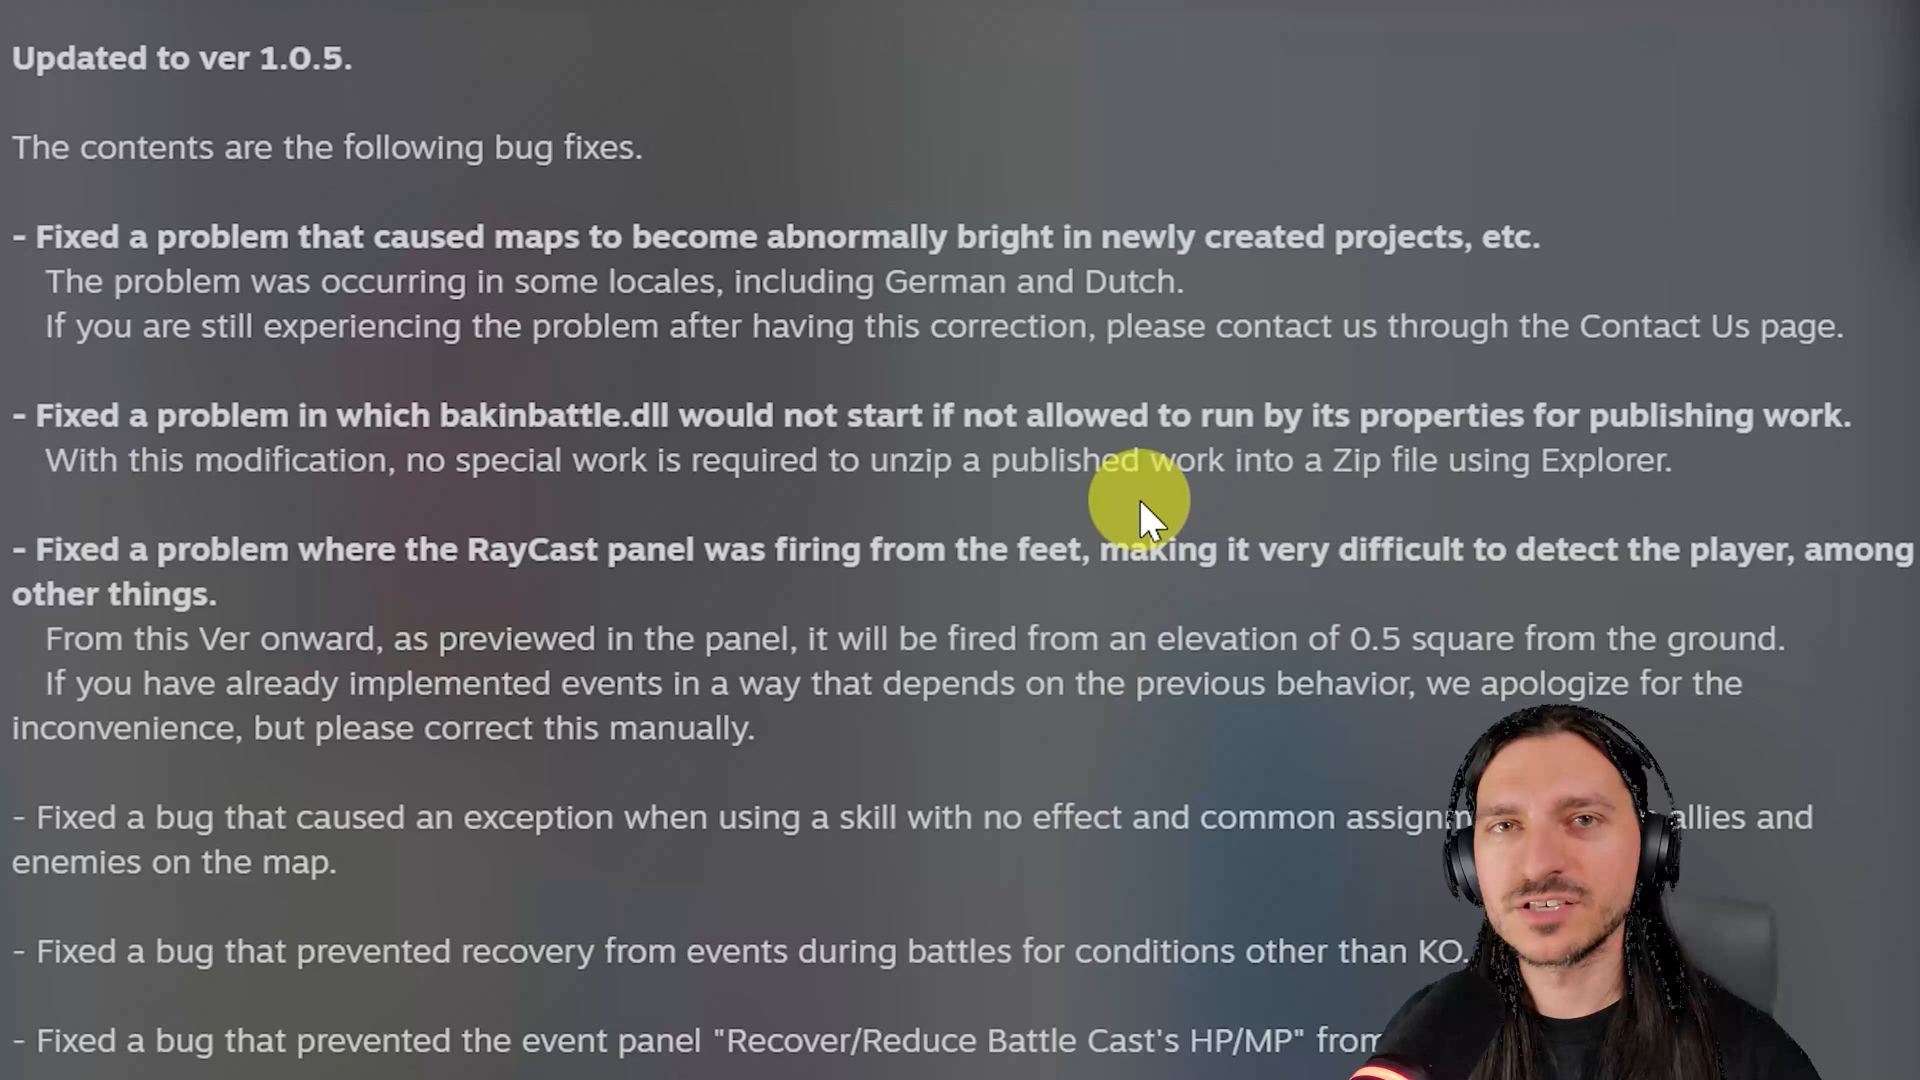 Updated to ver 1.0.5.
The contents are the following bug fixes.
- Fixed a problem that caused maps to become abnormally bright in newly created projects, etc.
The problem was occurring in some locales, including German and Dutch.
If you are still experiencing the problem after having this correction, please contact us through the Contact Us page.
- Fixed a problem in which bakinbattle.dll would not start if not allowed to run by its properties for publishing work.
With this modification, no special work is required to unzip a published work into a Zip file using Explorer.
- Fixed a problem where the RayCast panel was firing from the feet, making it very difficult to detect the player, among
other things.
From this Ver onward, as previewed in the panel, it will be fired from an elevation of 0.5 square from the ground.
If you have already implemented events in a way that depends on the previous behavior, we apologize for the
inconvenience, but please correct this manually.
- Fixed a bug that caused an exception when using a skill with no effect and common allies and
enemies on the map.
- Fixed a bug that prevented recovery from events during battles for conditions other than KO.
- Fixed a bug that prevented the event panel "Recover/Reduce Battle Cast's HP/MP" from